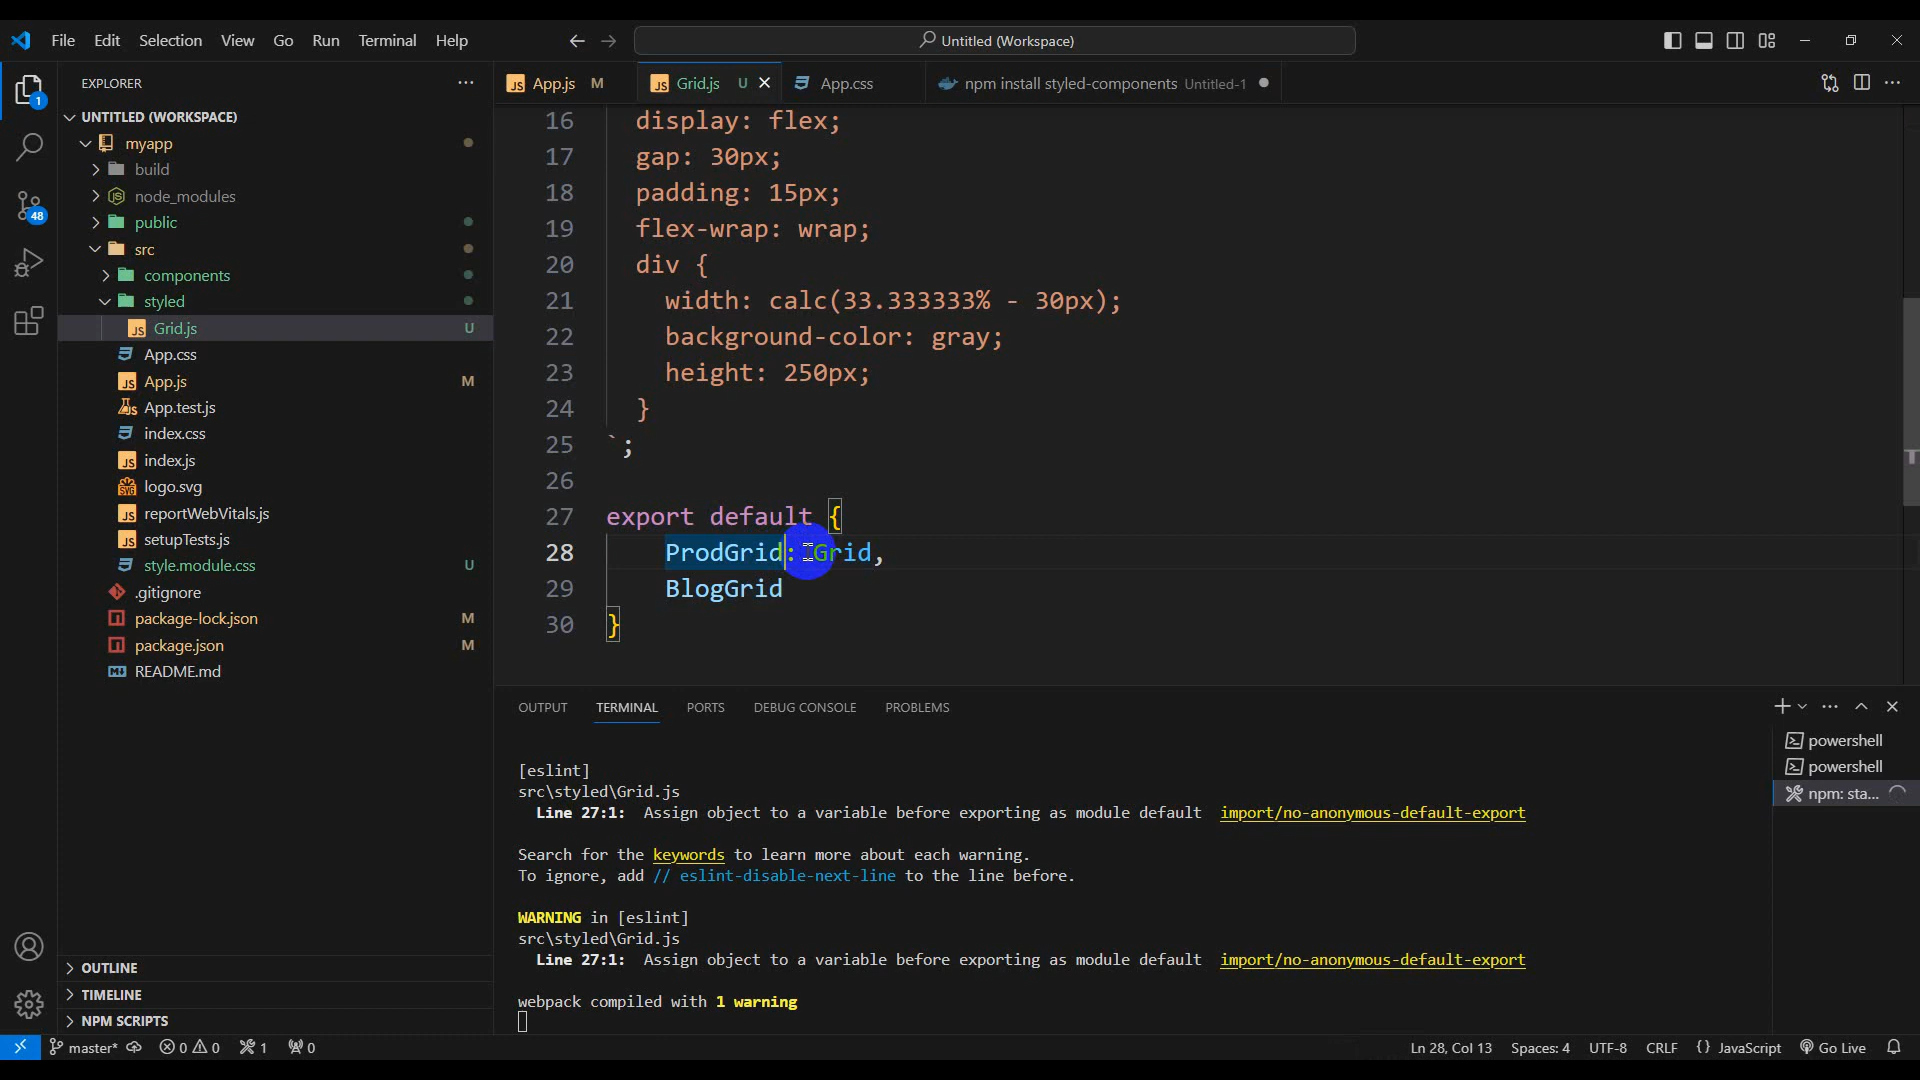 File Edit Selection View Go Run Terminal Help
Untitled (Workspace)
EXPLORER
App.js M
Grid.js U
App.css
npm install styled-components Untitled-1
UNTITLED (WORKSPACE)
myapp
build
node_modules
public
src
components
styled
Grid.js U
App.css
App.js M
App.test.js
index.css
index.js
logo.svg
reportWebVitals.js
setupTests.js
style.module.css U
.gitignore
package-lock.json M
package.json M
README.md
OUTLINE
TIMELINE
NPM SCRIPTS
1
48
16 display: flex;
17 gap: 30px;
18 padding: 15px;
19 flex-wrap: wrap;
20 div {
21 width: calc(33.333333% - 30px);
22 background-color: gray;
23 height: 250px;
24 }
25 `;
26
27 export default {
28 ProdGrid: Grid,
29 BlogGrid
30 }
OUTPUT TERMINAL PORTS DEBUG CONSOLE PROBLEMS
[eslint]
src\styled\Grid.js
Line 27:1: Assign object to a variable before exporting as module default import/no-anonymous-default-export
Search for the keywords to learn more about each warning.
To ignore, add // eslint-disable-next-line to the line before.
WARNING in [eslint]
src\styled\Grid.js
Line 27:1: Assign object to a variable before exporting as module default import/no-anonymous-default-export
webpack compiled with 1 warning
powershell
powershell
npm: sta...
master* 0 0 1 0
Ln 28, Col 13 Spaces: 4 UTF-8 CRLF {} JavaScript Go Live